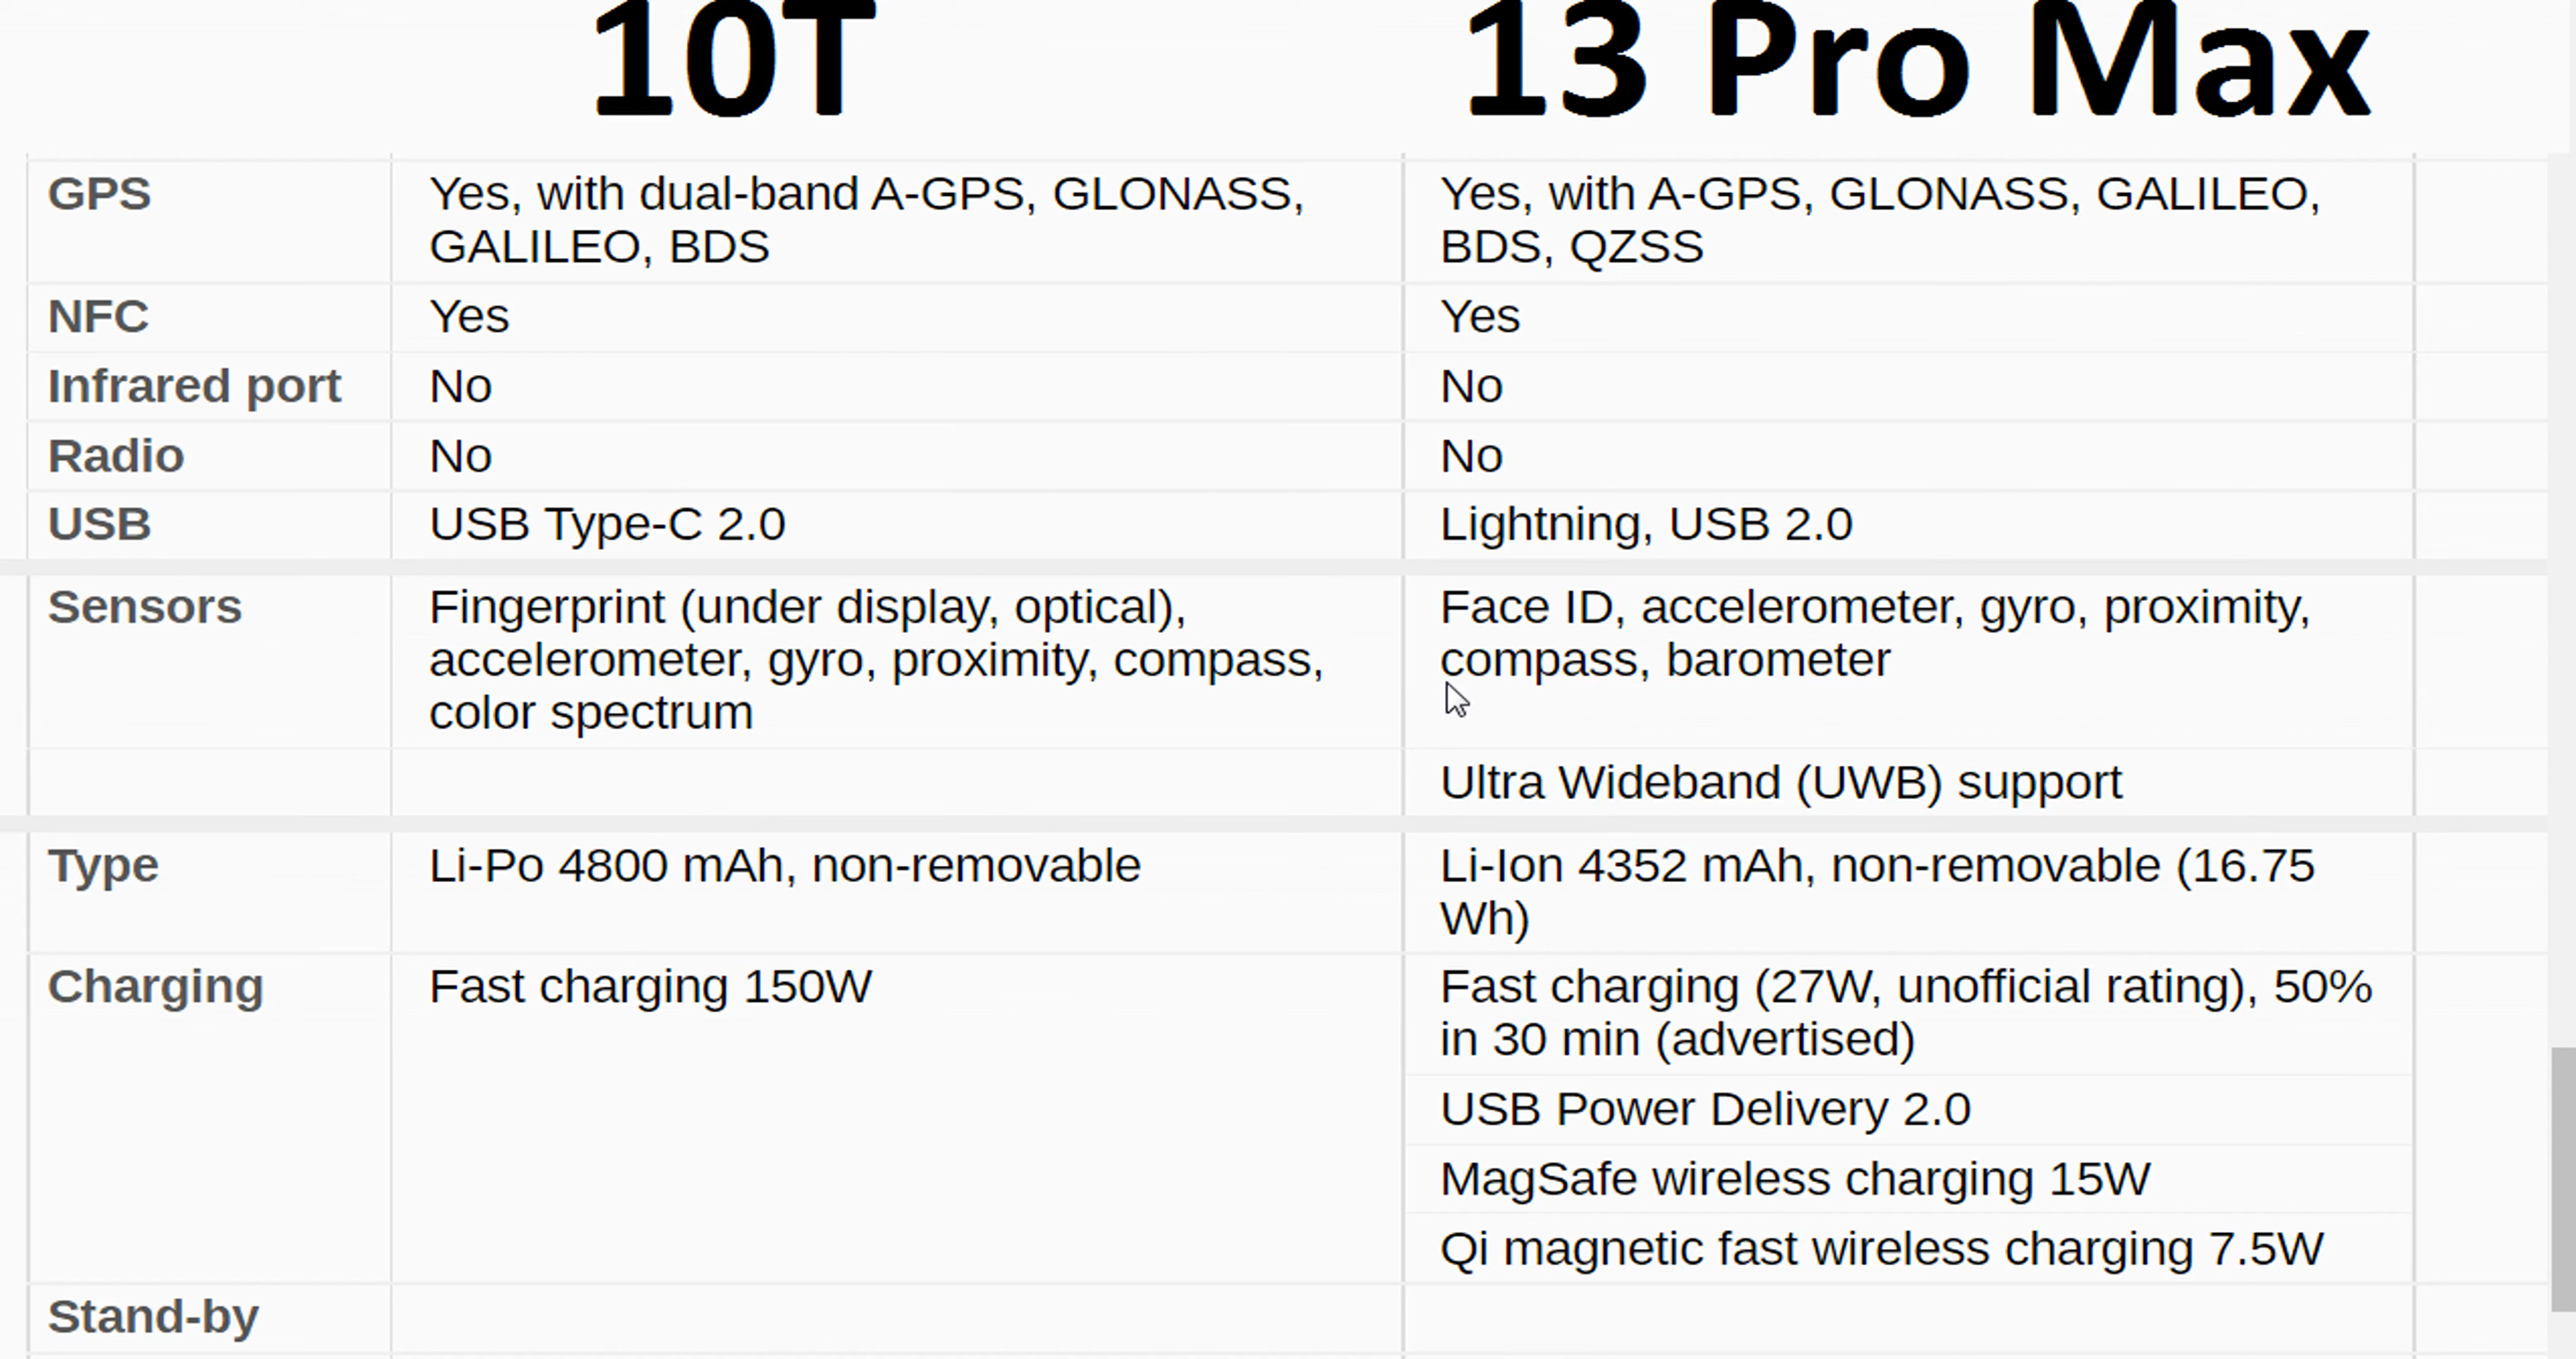 10T 13 Pro Max
GPS
Yes, with dual-band A-GPS, GLONASS,
GALILEO, BDS
Yes, with A-GPS, GLONASS, GALILEO,
BDS, QZSS
NFC
Yes
Yes
Infrared port
No
No
Radio
No
No
USB
USB Type-C 2.0
Lightning, USB 2.0
Sensors
Fingerprint (under display, optical),
accelerometer, gyro, proximity, compass,
color spectrum
Face ID, accelerometer, gyro, proximity,
compass, barometer
Ultra Wideband (UWB) support
Type
Li-Po 4800 mAh, non-removable
Li-Ion 4352 mAh, non-removable (16.75
Wh)
Charging
Fast charging 150W
Fast charging (27W, unofficial rating), 50%
in 30 min (advertised)
USB Power Delivery 2.0
MagSafe wireless charging 15W
Qi magnetic fast wireless charging 7.5W
Stand-by